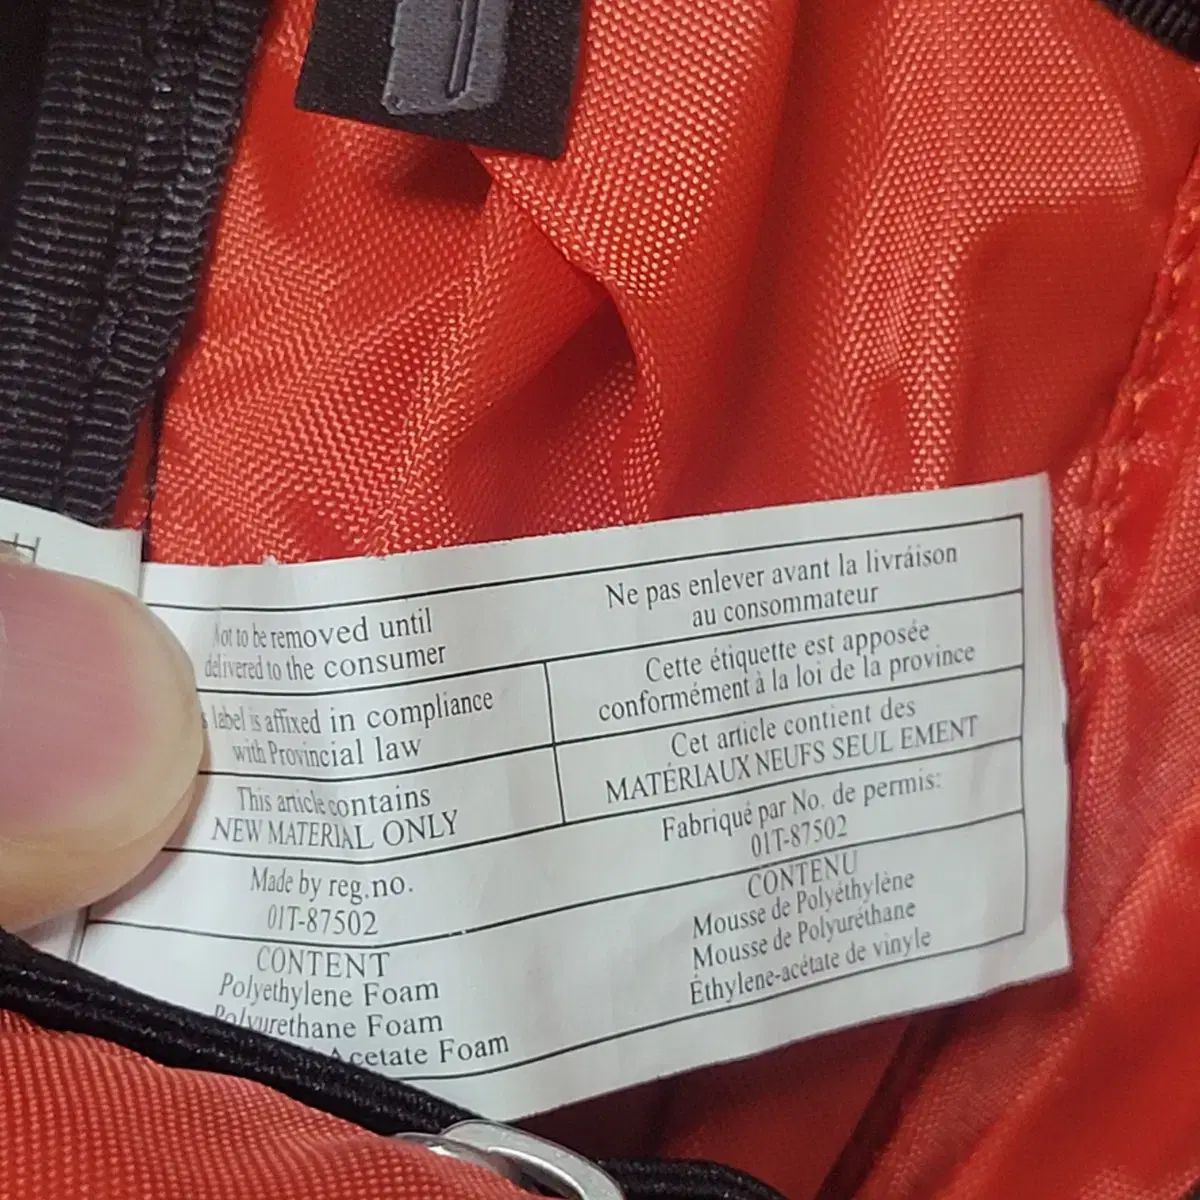 Not to be removed until
delivered to the consumer
Ne pas enlever avant la livráison
au consommateur
label is affixed in compliance
with Provincial law
Cette étiquette est apposée
conformément à la loi de la province
This article contains
NEW MATERIAL ONLY
Cet article contient des
MATÉRIAUX NEUFS SEUL EMENT
Made by reg. no.
01T-87502
Fabriqué par No. de permis:
01T-87502
CONTENT
Polyethylene Foam
Polyurethane Foam
Acetate Foam
CONTENU
Mousse de Polyéthylène
Mousse de Polyuréthane
Éthylene-acétate de vinyle